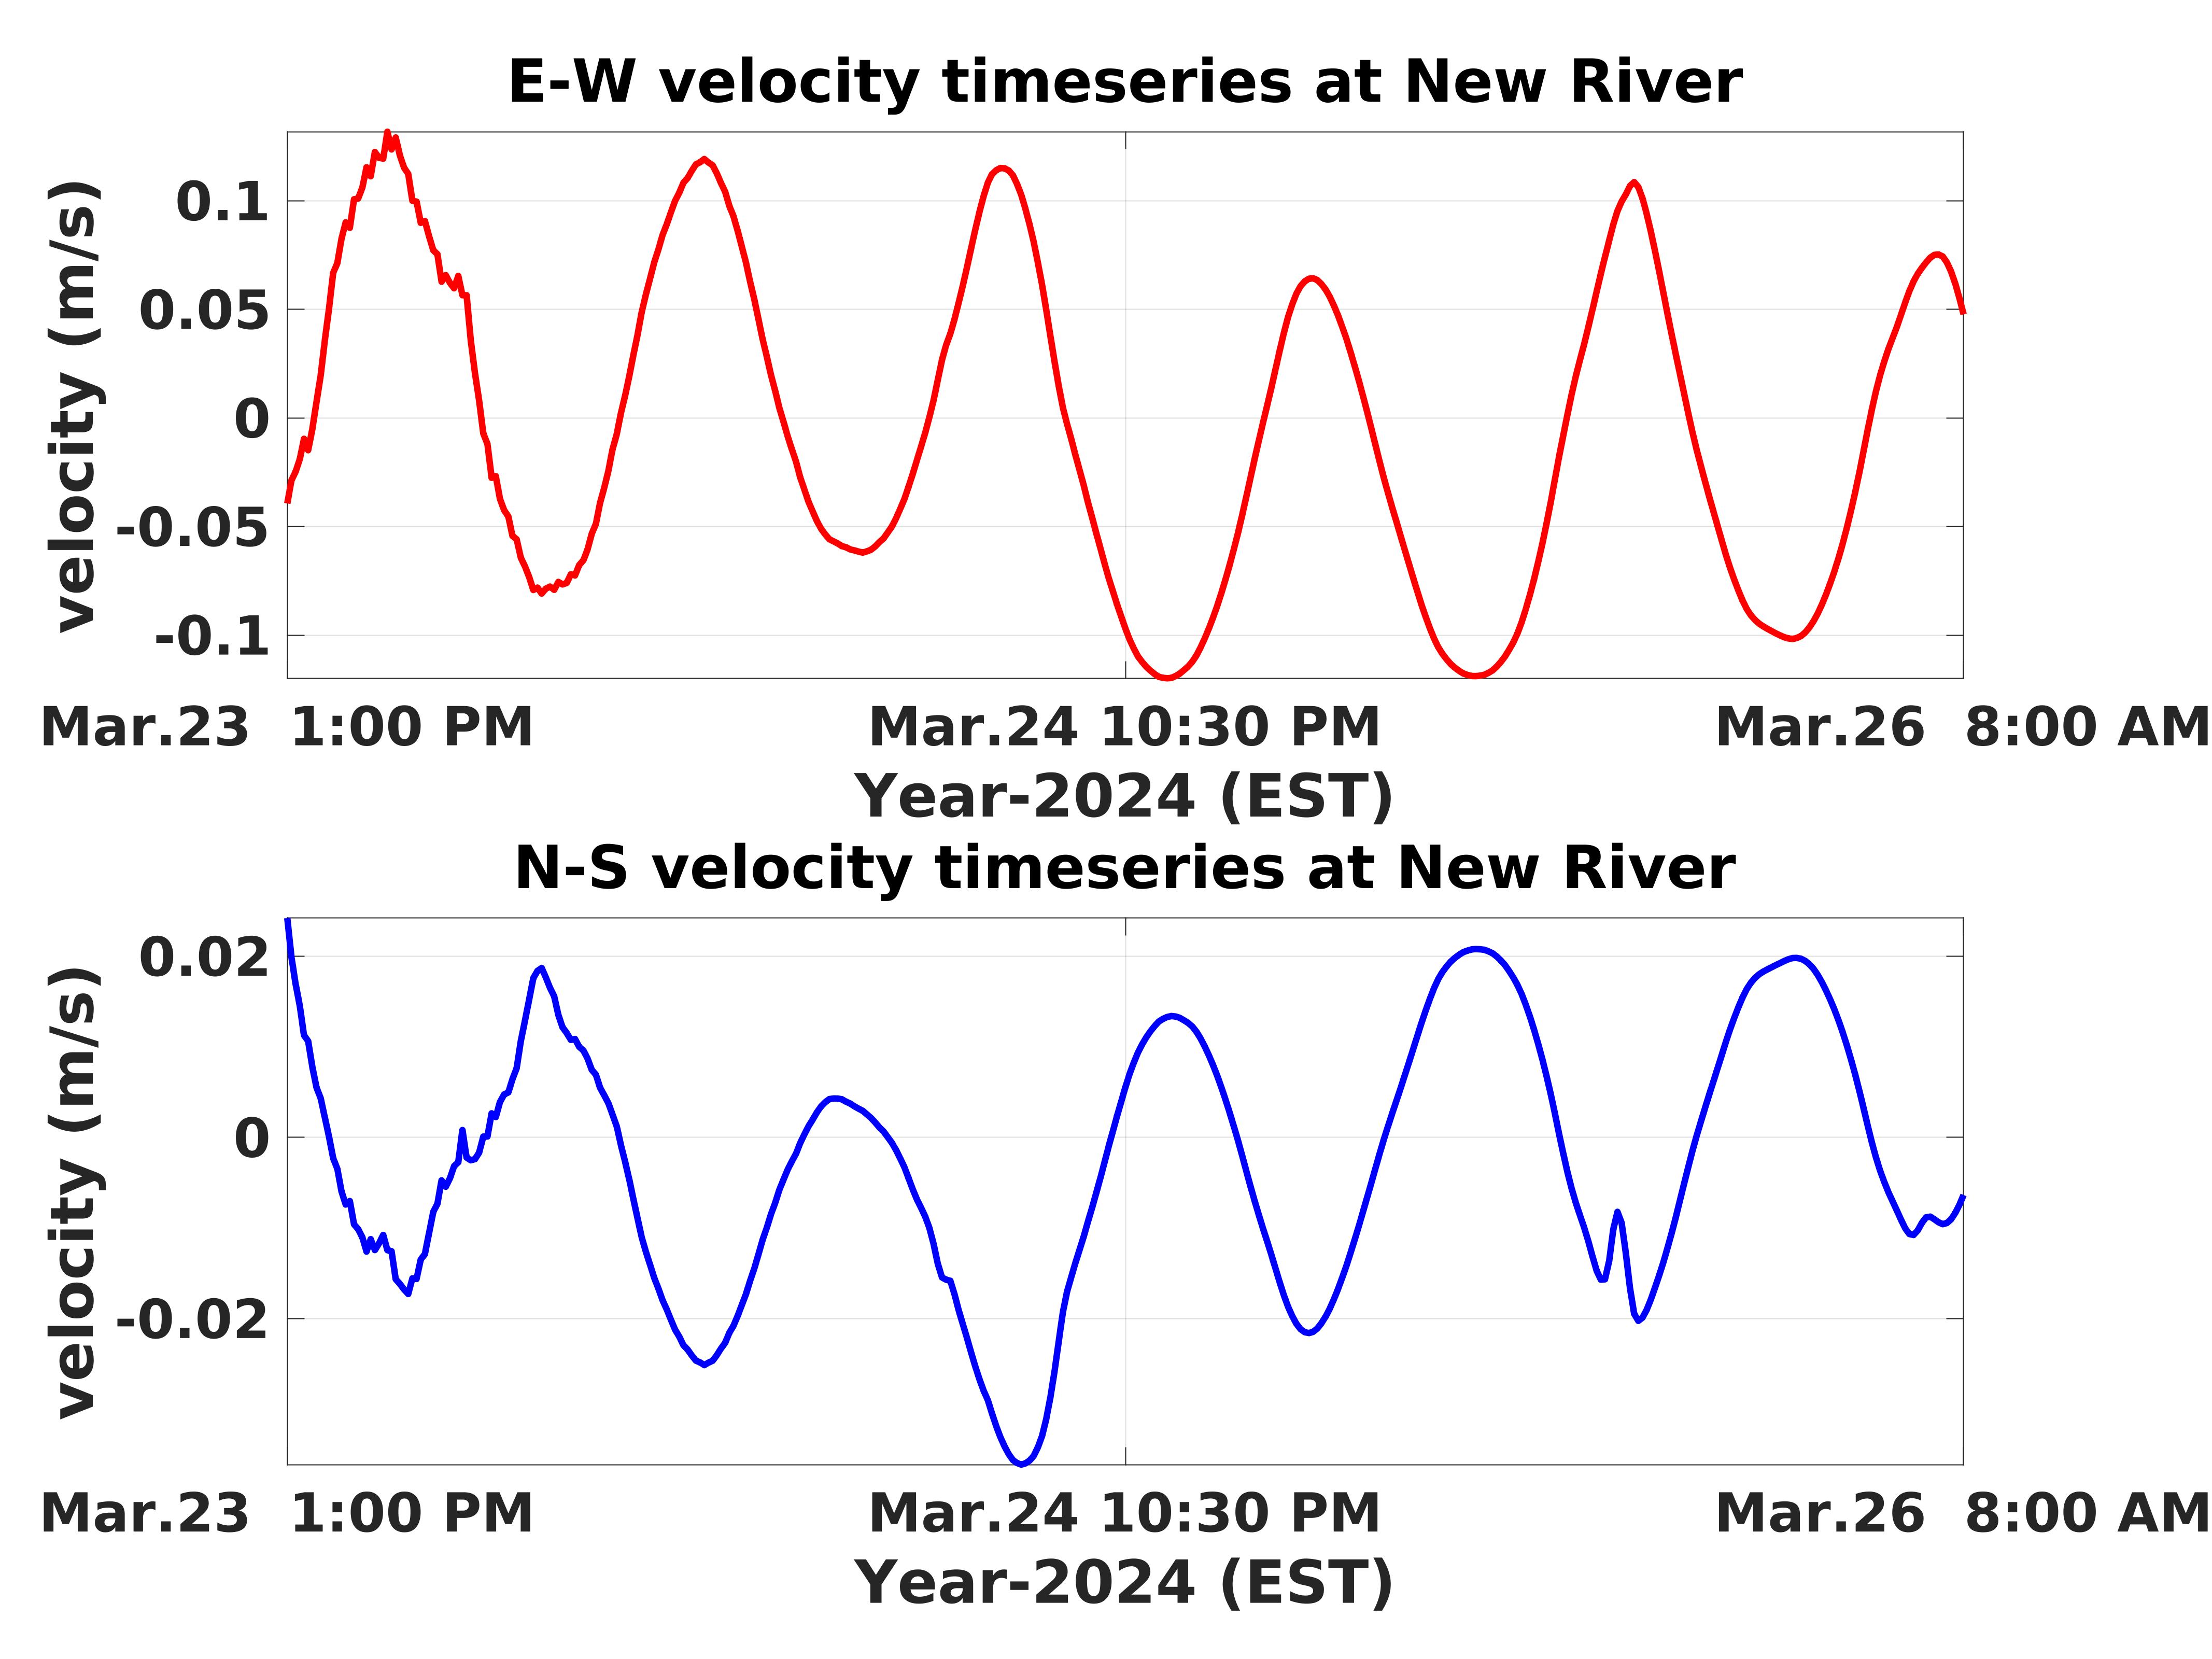 E-W velocity timeseries at New River
velocity (m/s)
0.1
0.05
0
-0.05
-0.1
Mar.23  1:00 PM
Mar.24 10:30 PM
Mar.26  8:00 AM
Year-2024 (EST)
N-S velocity timeseries at New River
velocity (m/s)
0.02
0
-0.02
Mar.23  1:00 PM
Mar.24 10:30 PM
Mar.26  8:00 AM
Year-2024 (EST)